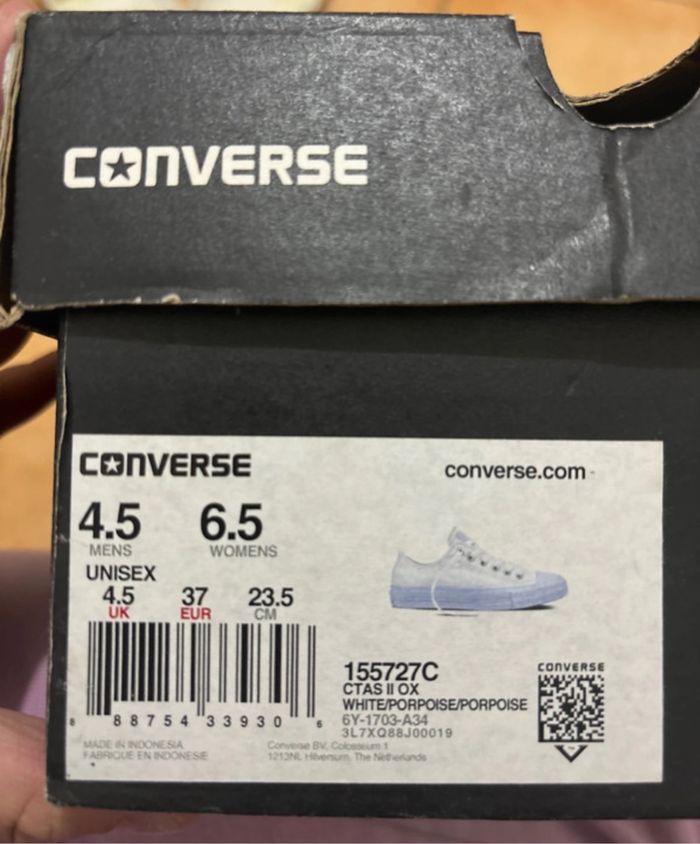 CONVERSE
CONVERSE
converse.com
4.5 6.5
MENS WOMENS
UNISEX
4.5 37 23.5
UK EUR CM
8 88754 33930 6
155727C
CTAS II OX
WHITE/PORPOISE/PORPOISE
6Y-1703-A34
3L7XQ88J00019
CONVERSE
MADE IN INDONESIA
FABRIQUE EN INDONESIE
Converse BV, Colosseum 1
1213NL Hilversum, The Netherlands